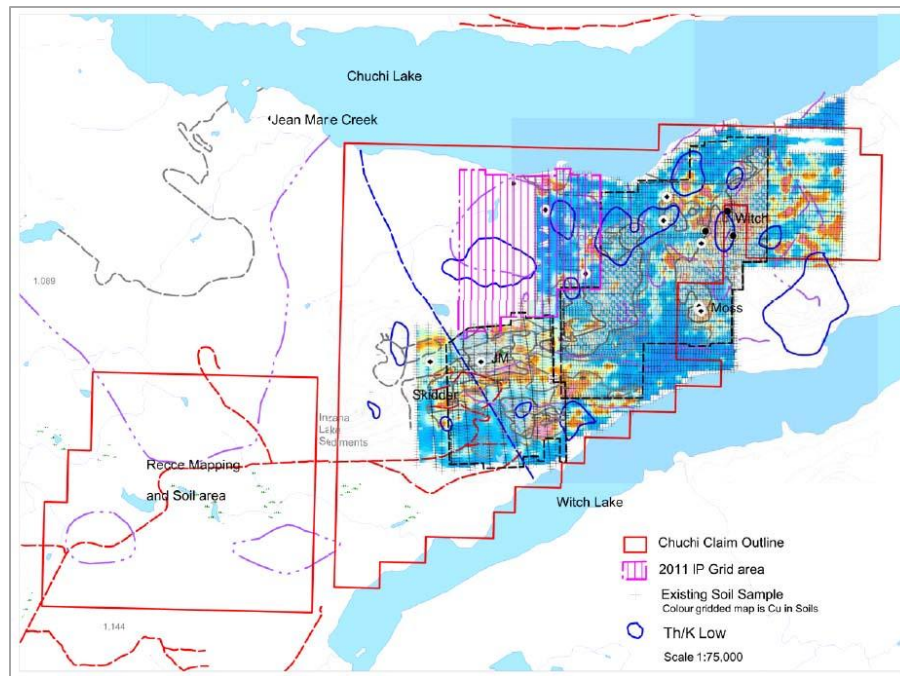 Chuchi Lake
Jean Marie Creek
Witch
1.089
Moss
JM
Skidder
Inzana
Lake
Sediments
Recce Mapping
and Soil area
Witch Lake
Chuchi Claim Outline
2011 IP Grid area
Existing Soil Sample
Colour gridded map is Cu in Soils
Th/K Low
1.144
Scale 1:75,000